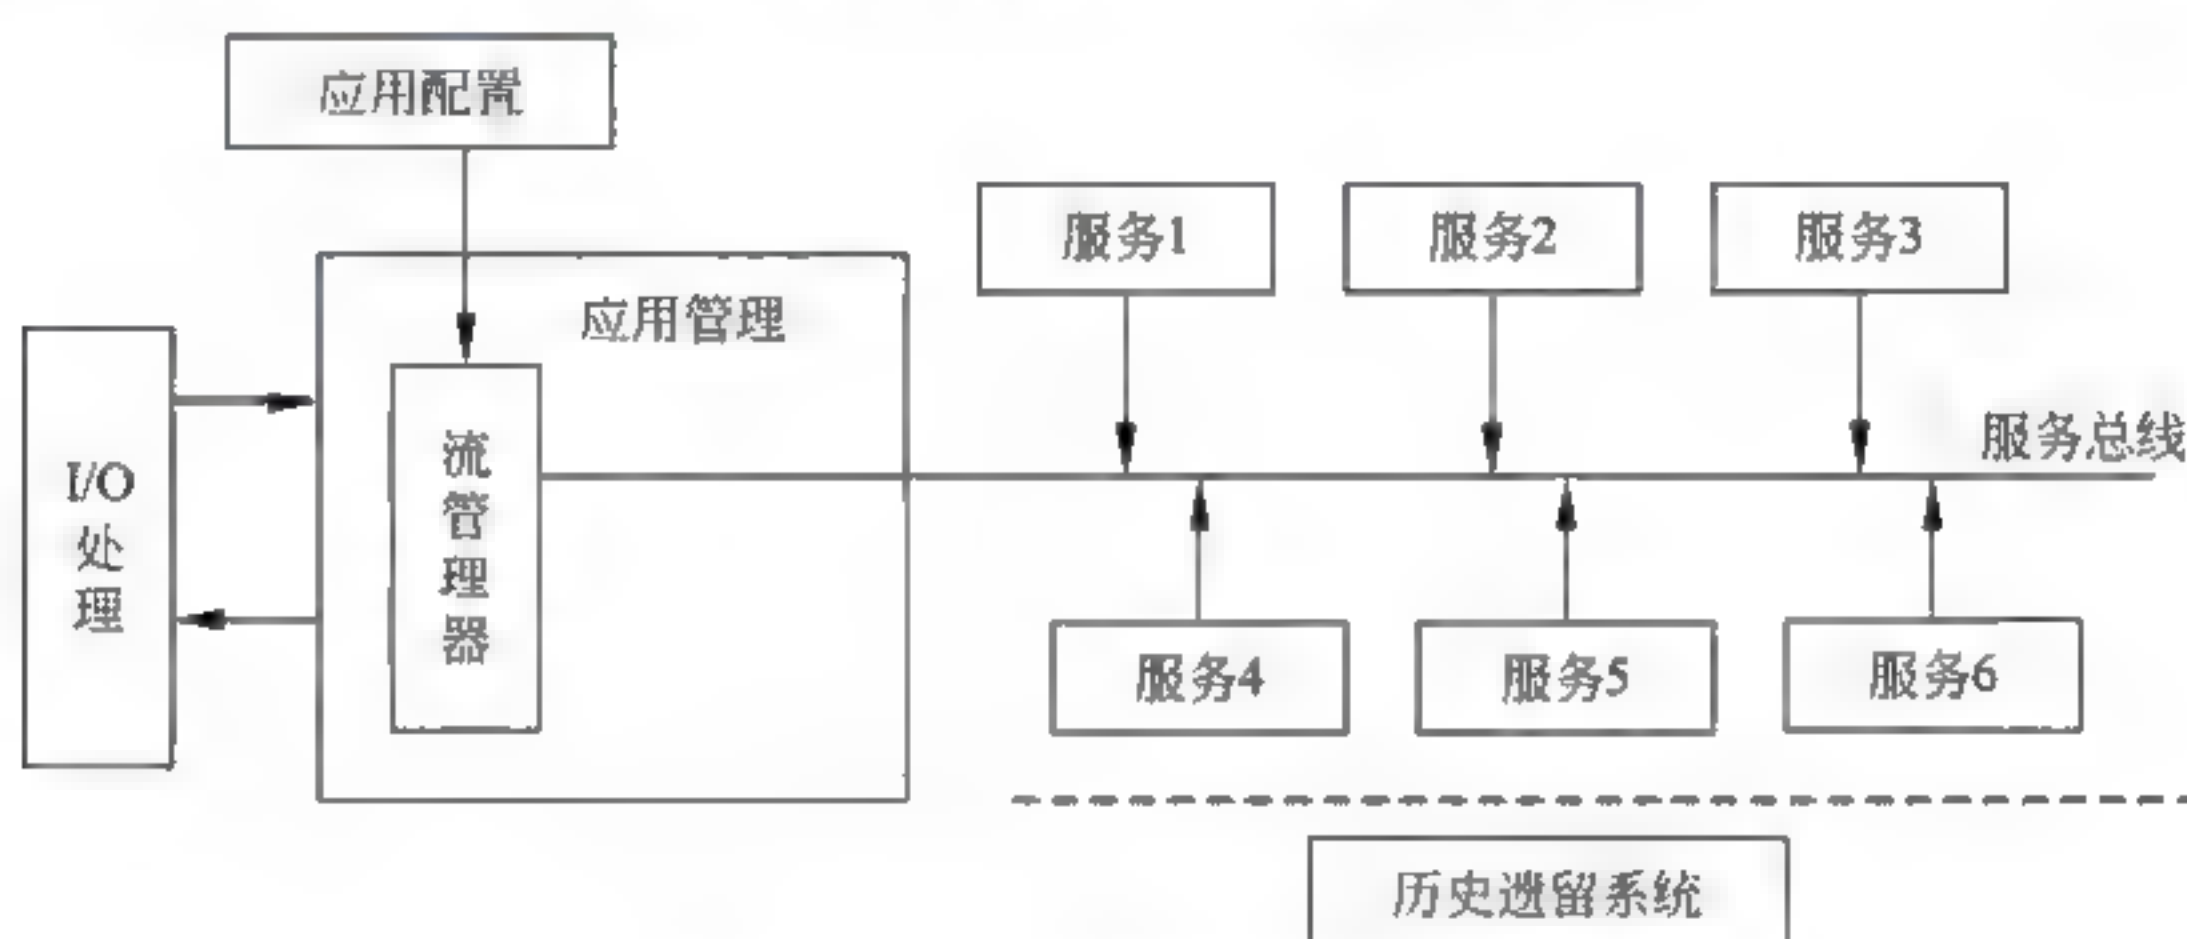 应用配置
服务1
服务2
服务3
应用管理
服务总线
I/O处理
流管理器
服务4
服务5
服务6
历史遗留系统